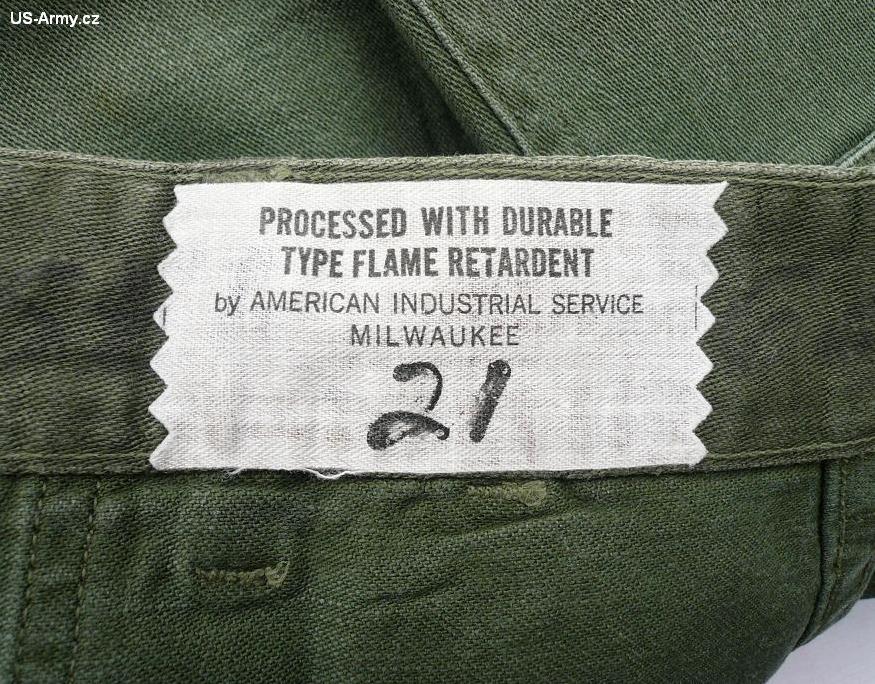 US-Army.cz
PROCESSED WITH DURABLE
TYPE FLAME RETARDENT
by AMERICAN INDUSTRIAL SERVICE
MILWAUKEE
21